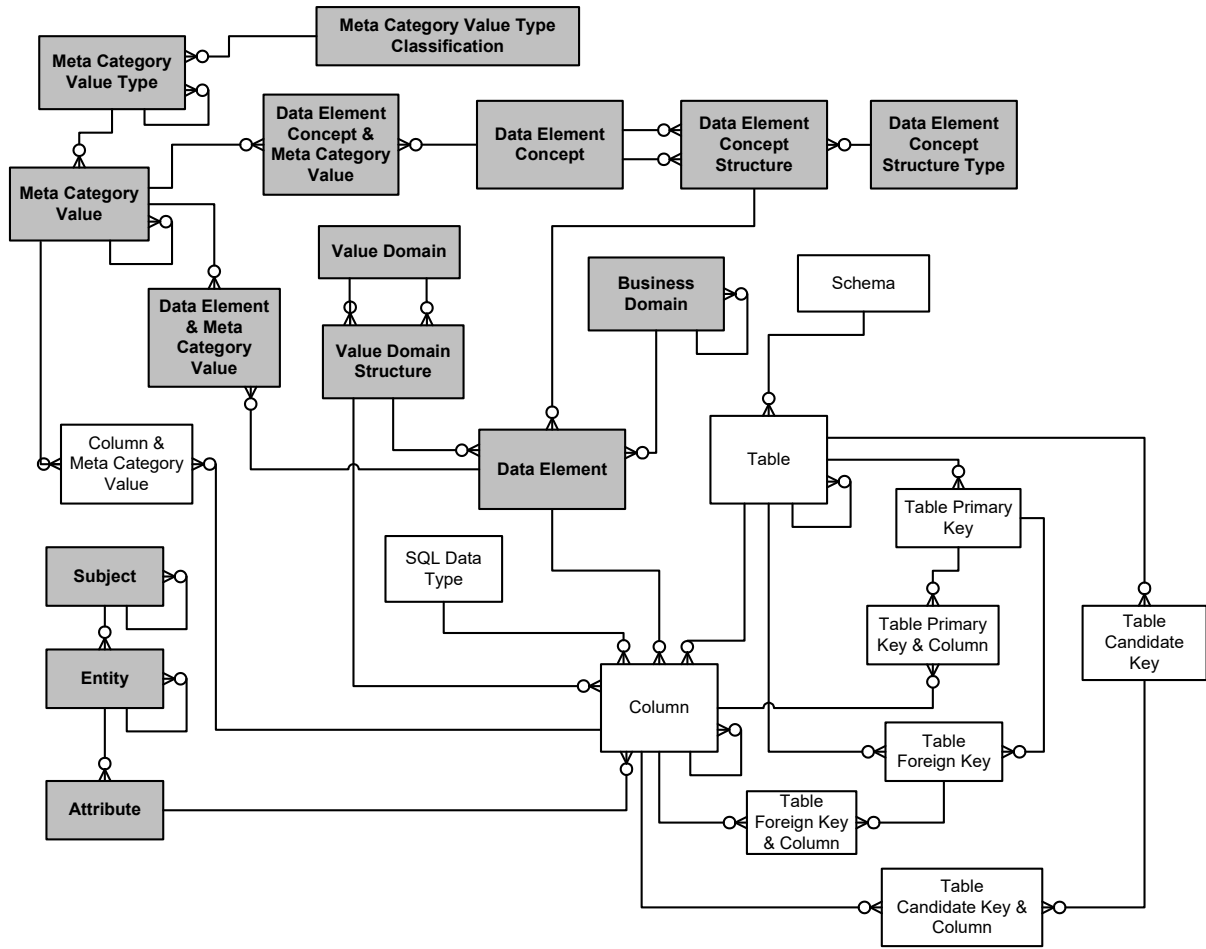 Meta Category Value Type
Classification
Meta Category
Value Type
Data Element
Concept &
Meta Category
Value
Data Element
Concept
Data Element
Concept
Structure
Data Element
Concept
Structure Type
Meta Category
Value
Value Domain
Business
Domain
Schema
Data Element
& Meta
Category
Value
Value Domain
Structure
Column &
Meta Category
Value
Data Element
Table
Table Primary
Key
SQL Data
Type
Subject
Table Primary
Key & Column
Table
Candidate
Key
Entity
Column
Table
Foreign Key
Attribute
Table
Foreign Key
& Column
Table
Candidate Key &
Column